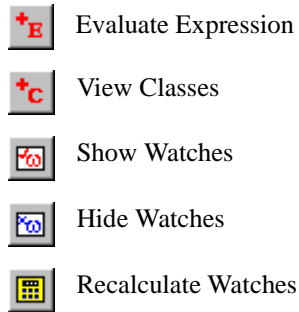 +E Evaluate Expression
+C View Classes
ω Show Watches
×ω Hide Watches
Recalculate Watches